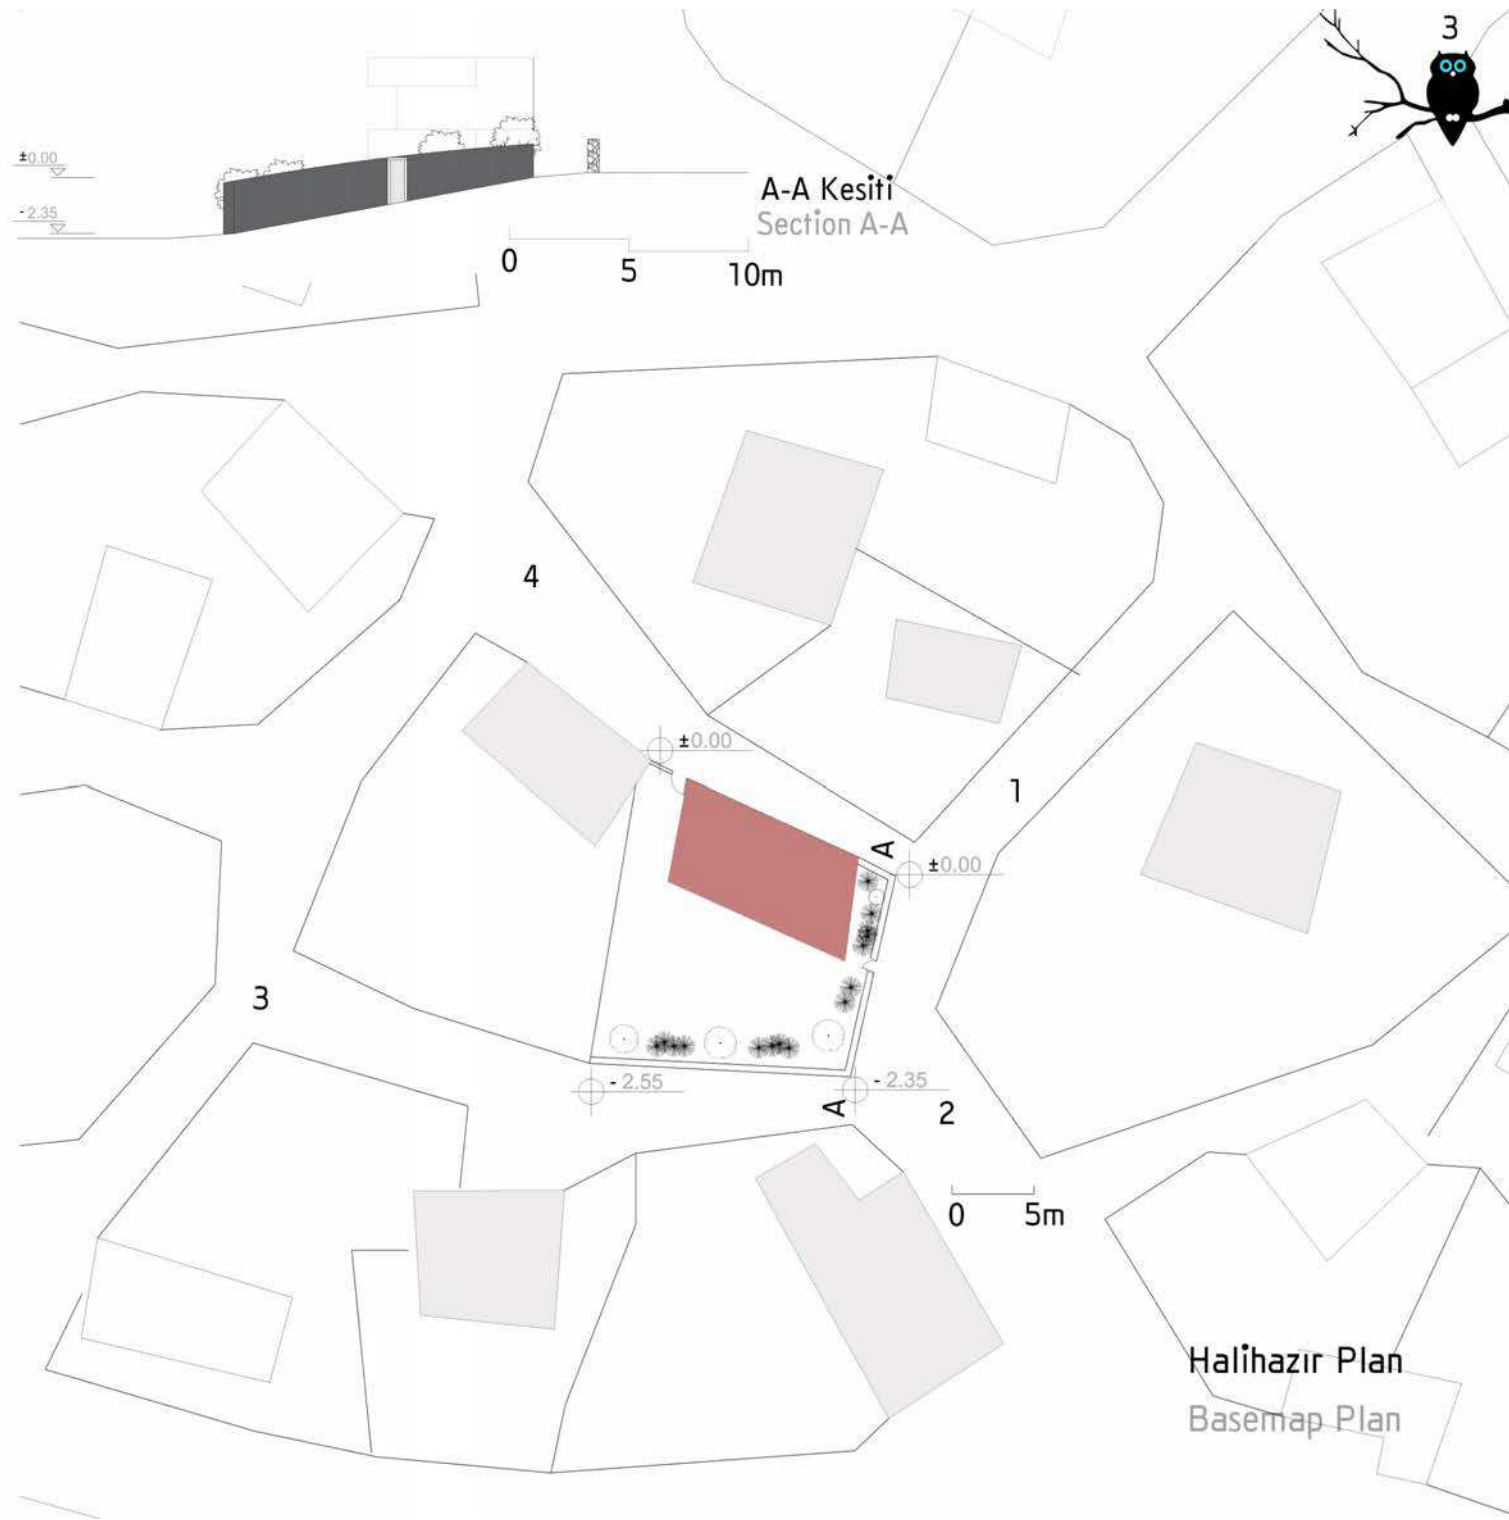 3
±0.00
-2.35
A-A Kesiti
Section A-A
0 5 10m
4
±0.00
1
A
±0.00
3
-2.55
-2.35
A
2
0 5m
Halihazır Plan
Basemap Plan